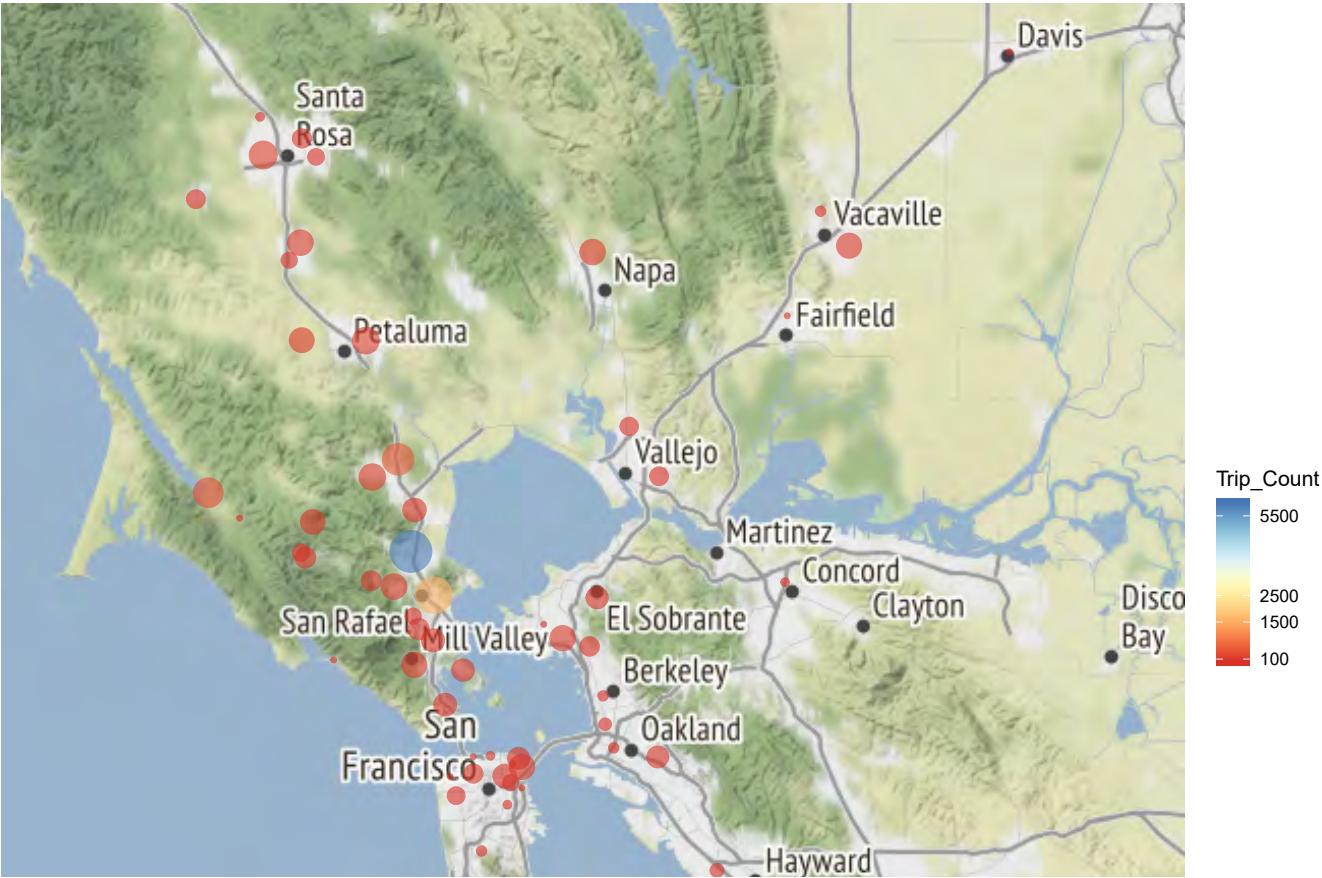 Davis
Santa
Rosa
Vacaville
Napa
Fairfield
Petaluma
Vallejo
Trip_Count
5500
Martinez
Concord
2500
Disco
Clayton
El Sobrante
San Rafael
1500
Mill Valley
Bay
100
Berkeley
San
Oakland
Francisco
Hayward